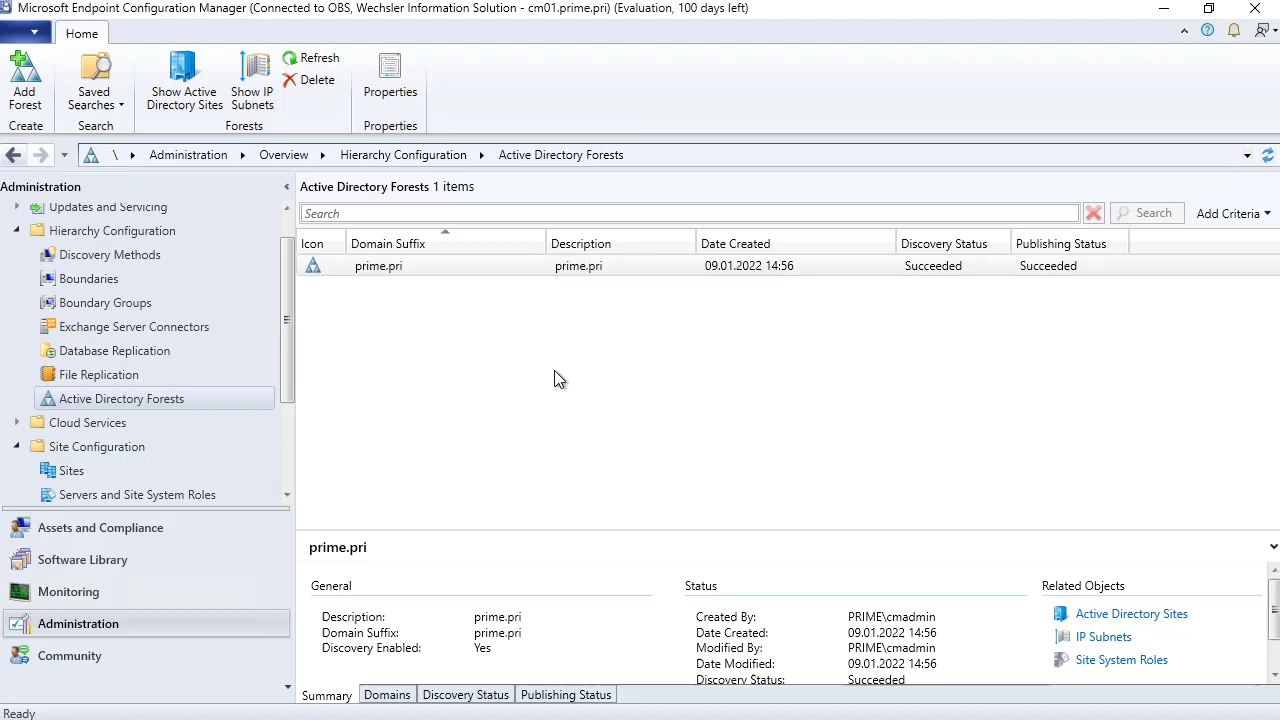 Microsoft Endpoint Configuration Manager (Connected to OBS, Wechsler Information Solution - cm01.prime.pri) (Evaluation, 100 days left)
Home
Add Forest
Saved Searches
Show Active Directory Sites
Show IP Subnets
Refresh
Delete
Properties
Create
Search
Forests
Properties
\ Administration Overview Hierarchy Configuration Active Directory Forests
Administration
Updates and Servicing
Hierarchy Configuration
Discovery Methods
Boundaries
Boundary Groups
Exchange Server Connectors
Database Replication
File Replication
Active Directory Forests
Cloud Services
Site Configuration
Sites
Servers and Site System Roles
Assets and Compliance
Software Library
Monitoring
Administration
Community
Active Directory Forests 1 items
Search
Search
Add Criteria
Icon Domain Suffix Description Date Created Discovery Status Publishing Status
prime.pri prime.pri 09.01.2022 14:56 Succeeded Succeeded
prime.pri
General
Description: prime.pri
Domain Suffix: prime.pri
Discovery Enabled: Yes
Status
Created By: PRIME\cmadmin
Date Created: 09.01.2022 14:56
Modified By: PRIME\cmadmin
Date Modified: 09.01.2022 14:56
Discovery Status: Succeeded
Related Objects
Active Directory Sites
IP Subnets
Site System Roles
Summary Domains Discovery Status Publishing Status
Ready